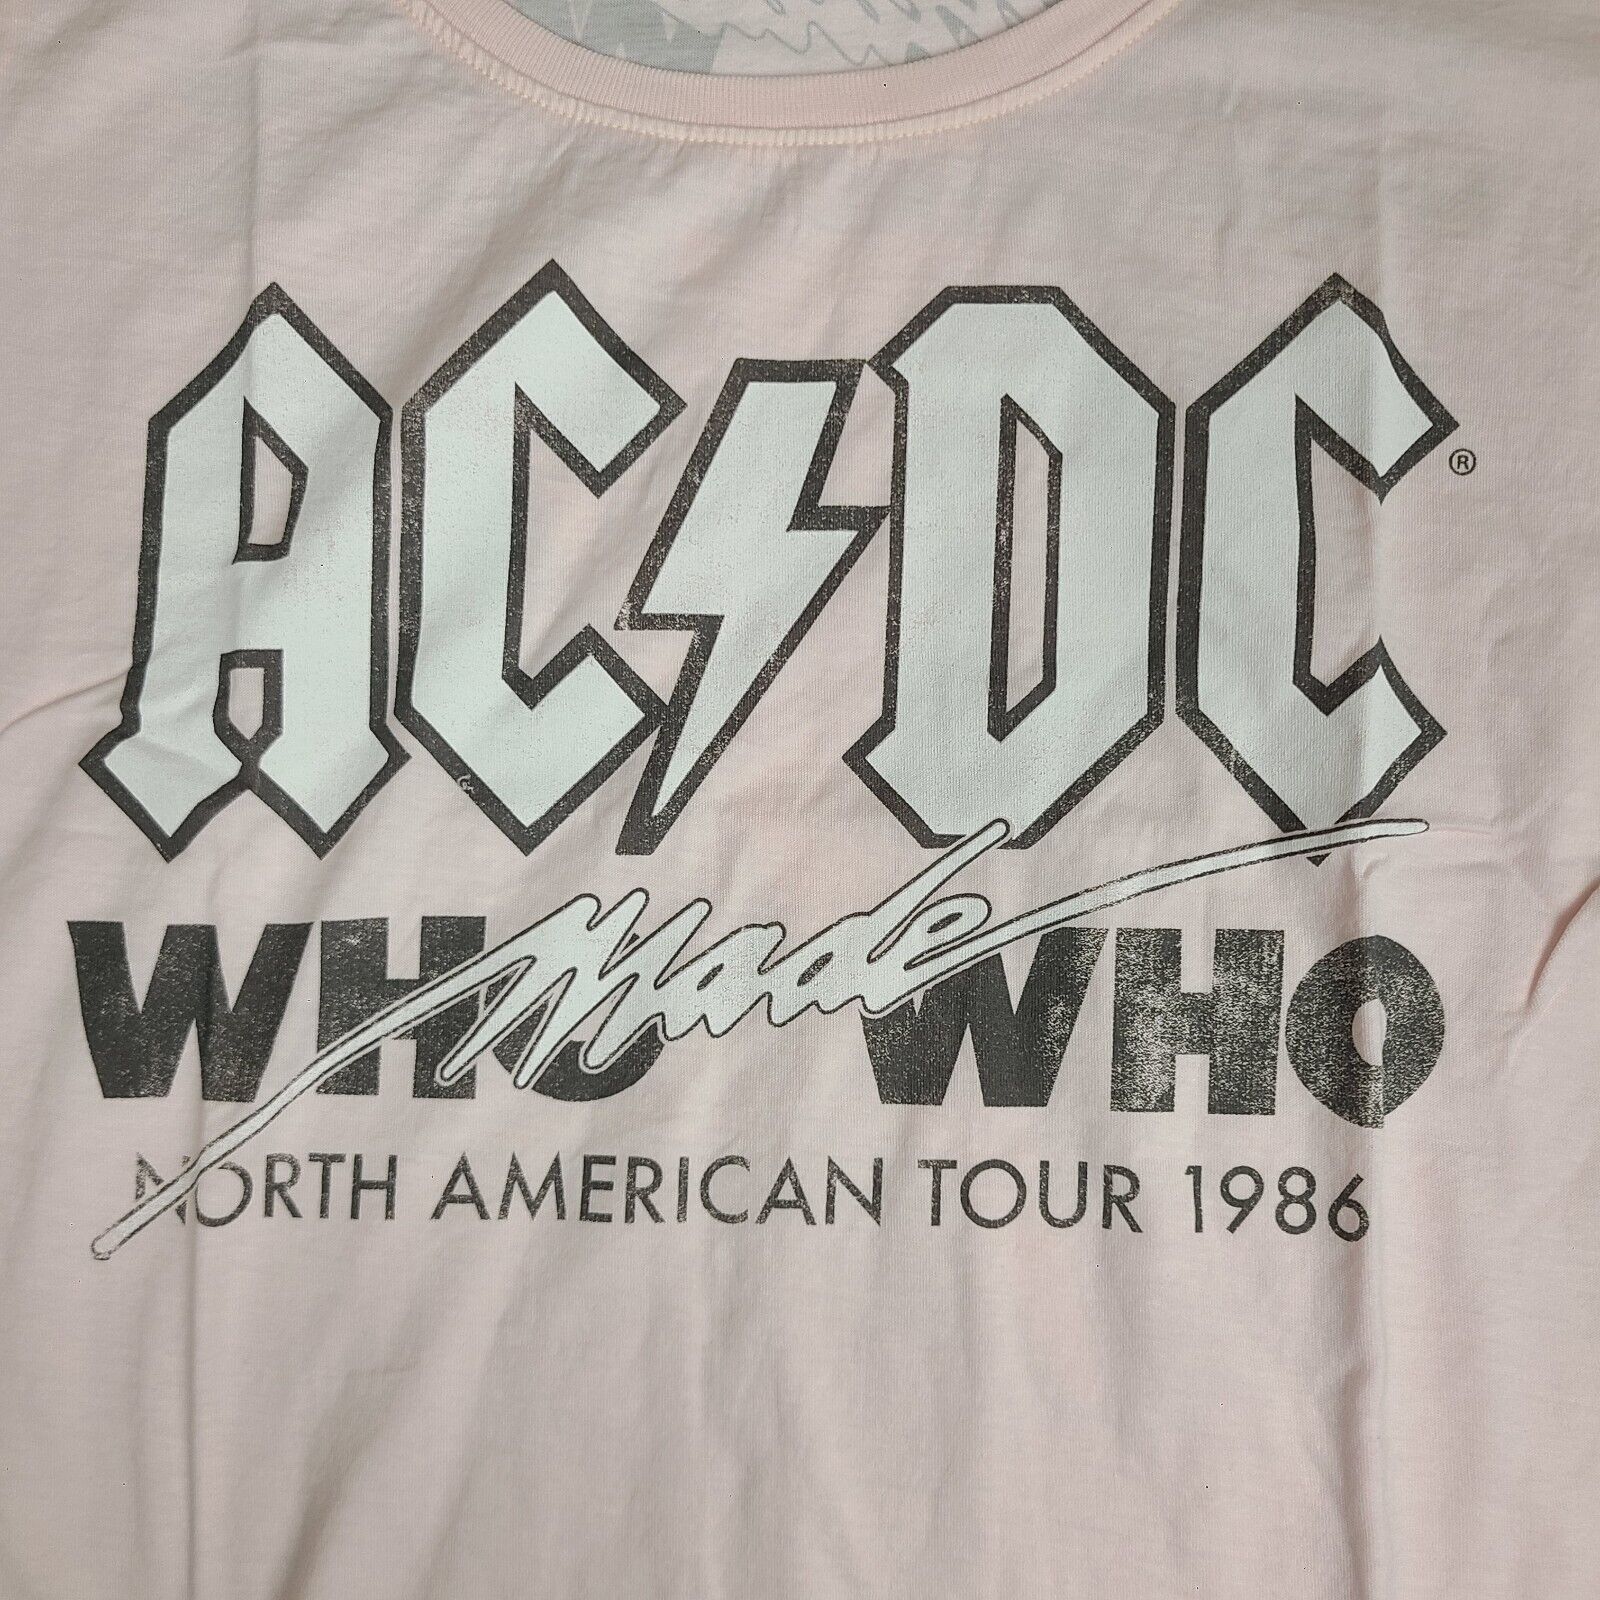 AC⚡DC®
WHO Made WHO
NORTH AMERICAN TOUR 1986